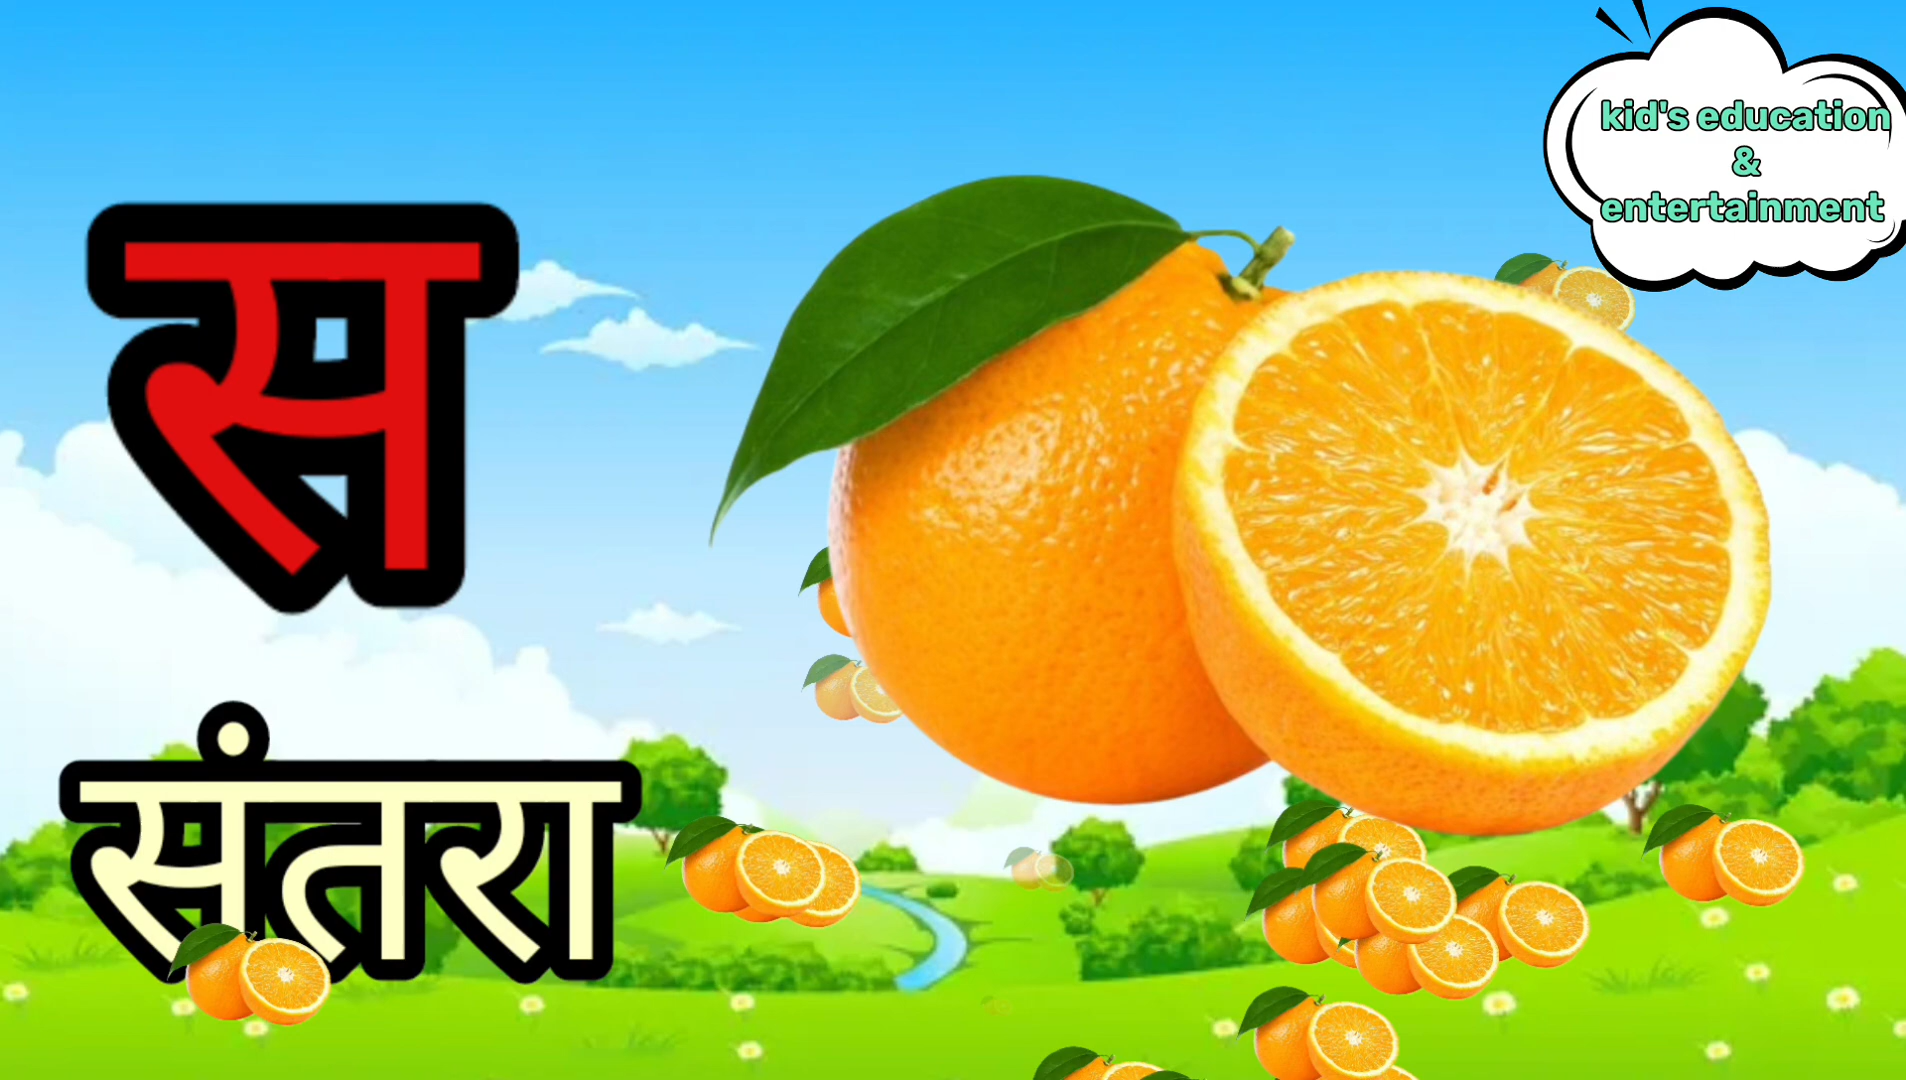 स
संतरा
kid's education
&
entertainment